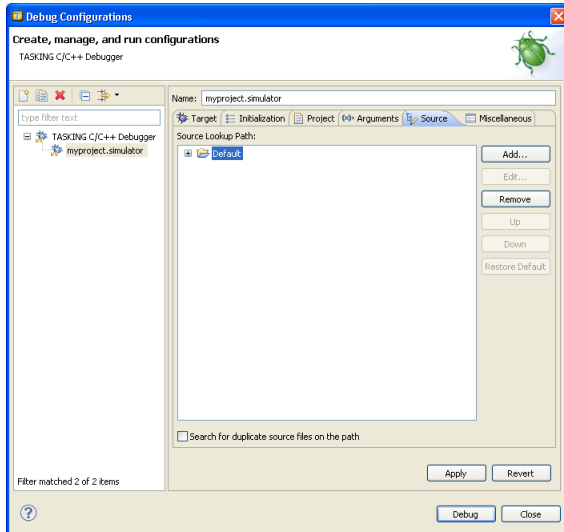 Debug Configurations
Create, manage, and run configurations
TASKING C/C++ Debugger
Name: myproject.simulator
type filter text
Target Initialization Project (x)= Arguments Source Miscellaneous
TASKING C/C++ Debugger
myproject.simulator
Source Lookup Path:
Default
Add...
Edit...
Remove
Up
Down
Restore Default
Search for duplicate source files on the path
Filter matched 2 of 2 items
Apply Revert
Debug Close